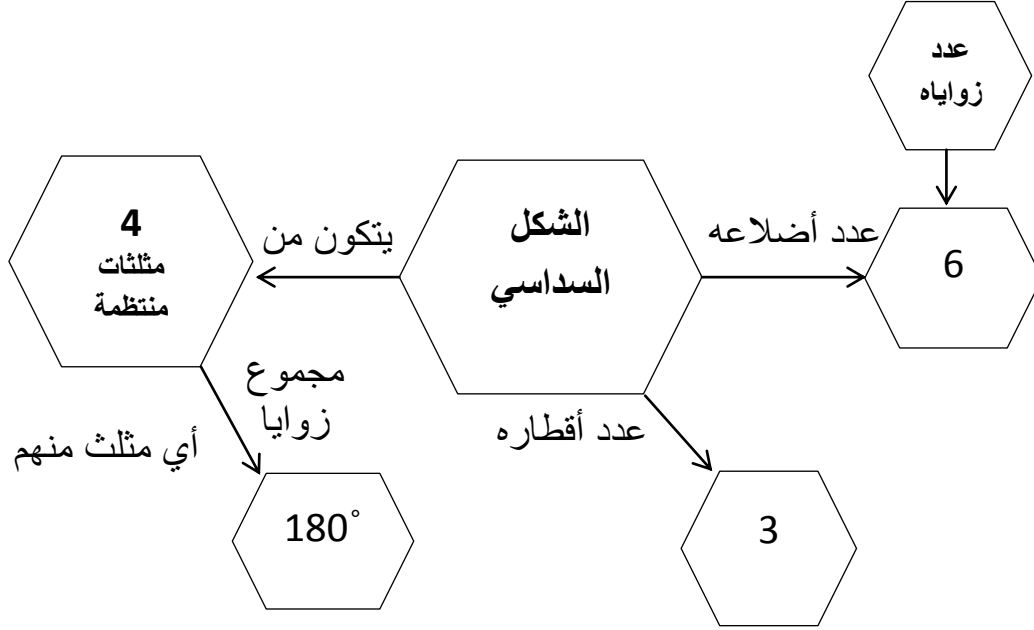 عدد
زواياه
الشكل
السداسي
عدد أضلاعه
6
يتكون من
4
مثلثات
منتظمة
مجموع
زوايا
أي مثلث منهم
180°
عدد أقطاره
3